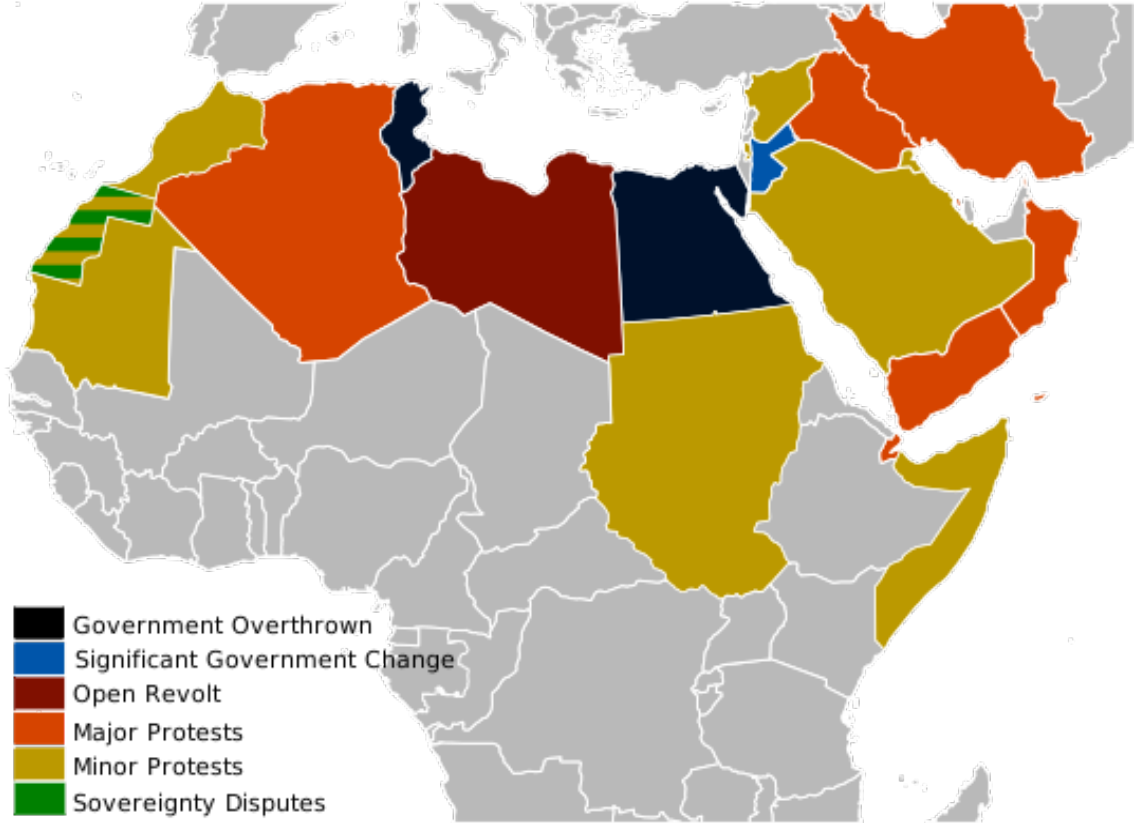 Government Overthrown
Significant Government Change
Open Revolt
Major Protests
Minor Protests
Sovereignty Disputes